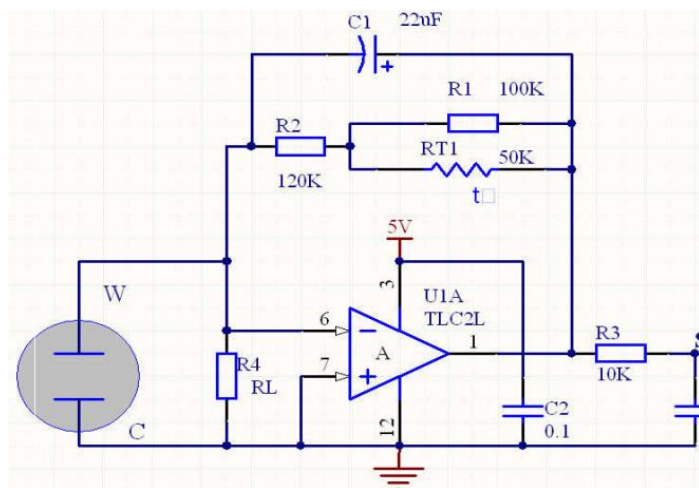 C1 22uF
R1 100K
R2
RT1 50K
120K
t
5V
W
3
U1A
TLC2L
6
A
1
R3
R4
7
10K
RL
C
12
C2
0.1